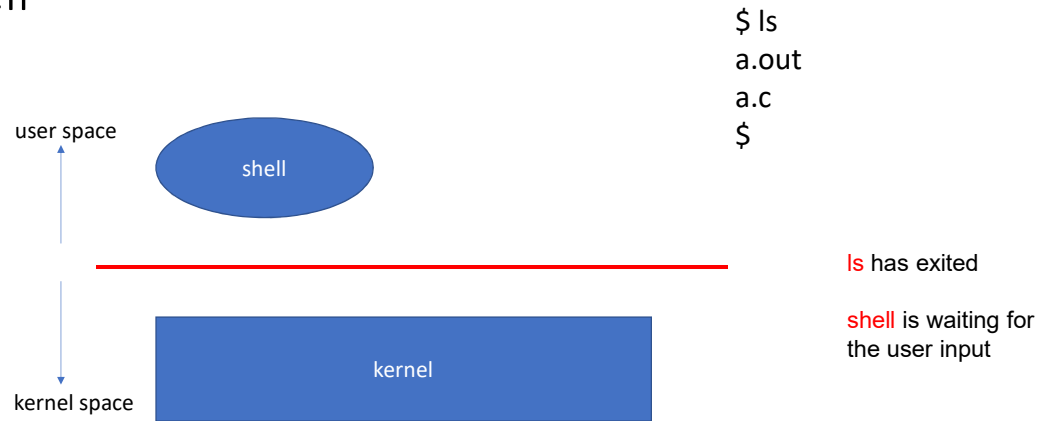 $ ls
a.out
a.c
$
user space
shell
ls has exited
shell is waiting for
the user input
kernel
kernel space